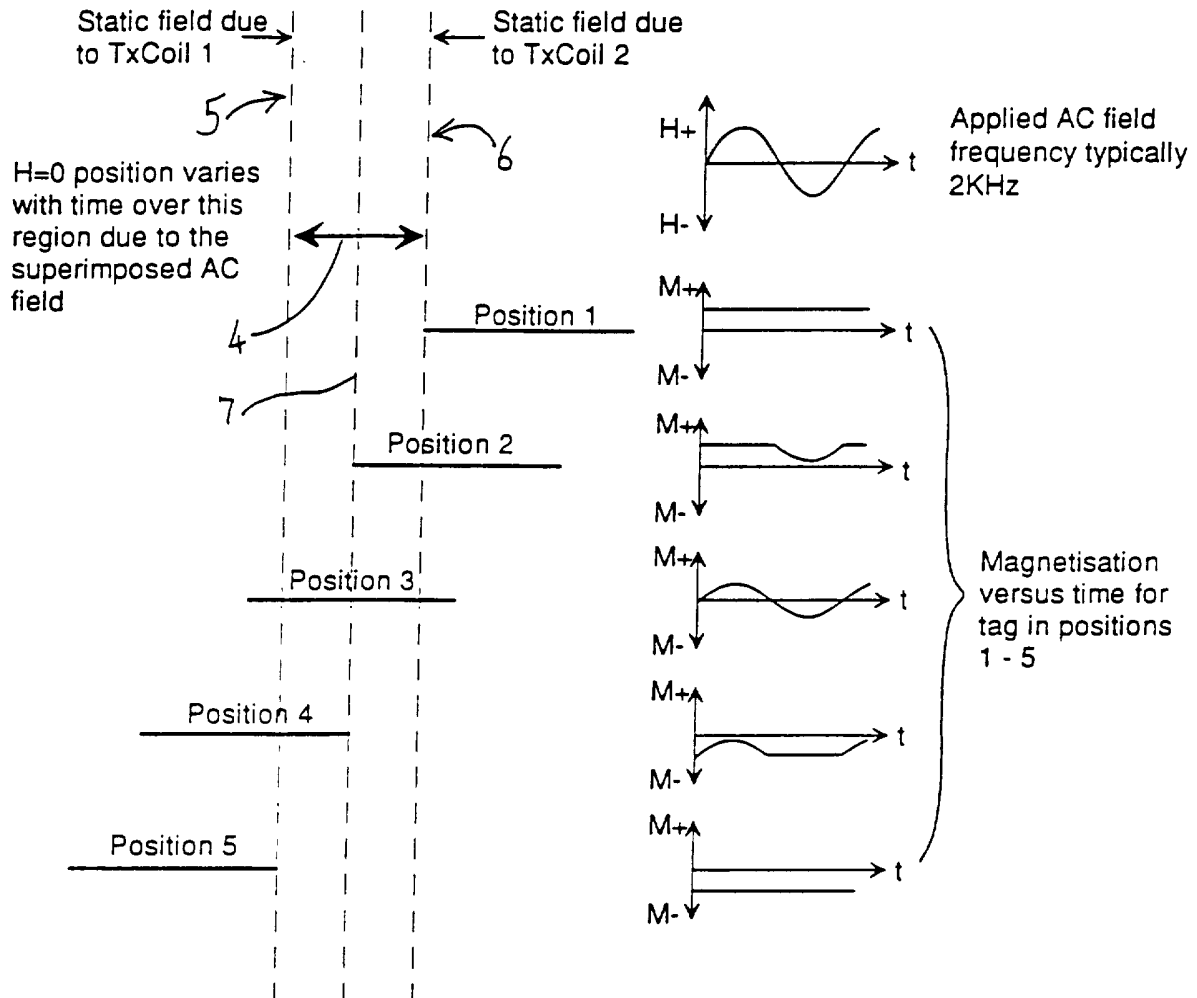 Static field due
to TxCoil 1
Static field due
to TxCoil 2
5
6
H=0 position varies
with time over this
region due to the
superimposed AC
field
4
7
H+
H-
t
Applied AC field
frequency typically
2KHz
Position 1
M+
M-
t
Position 2
M+
M-
t
Position 3
M+
M-
t
Position 4
M+
M-
t
Position 5
M+
M-
t
Magnetisation
versus time for
tag in positions
1 - 5